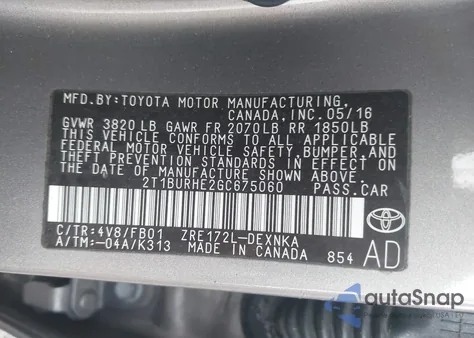 MFD.BY:TOYOTA MOTOR MANUFACTURING,
CANADA, INC. 05/16
GVWR 3820LB GAWR FR 2070LB RR 1850LB
THIS VEHICLE CONFORMS TO ALL APPLICABLE
FEDERAL MOTOR VEHICLE SAFETY,BUMPER,AND
THEFT PREVENTION STANDARDS IN EFFECT ON
THE DATE OF MANUFACTURE SHOWN ABOVE.
2T1BURHE2GC675060 PASS.CAR
C/TR:4V8/FB01 ZRE172L-DEXNKA
A/TM:-04A/K313 MADE IN CANADA 854 AD
TOYOTA
autoSnap